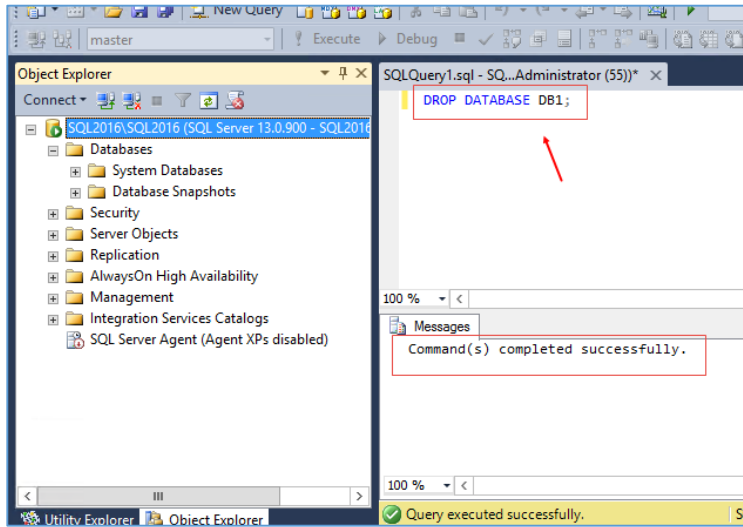 New Query
master
Execute
Debug
Object Explorer
Connect
SQL2016\SQL2016 (SQL Server 13.0.900 - SQL2016
Databases
System Databases
Database Snapshots
Security
Server Objects
Replication
AlwaysOn High Availability
Management
Integration Services Catalogs
SQL Server Agent (Agent XPs disabled)
Utility Explorer
Object Explorer
SQLQuery1.sql - SQ...Administrator (55))*
DROP DATABASE DB1;
100 %
Messages
Command(s) completed successfully.
100 %
Query executed successfully.
S